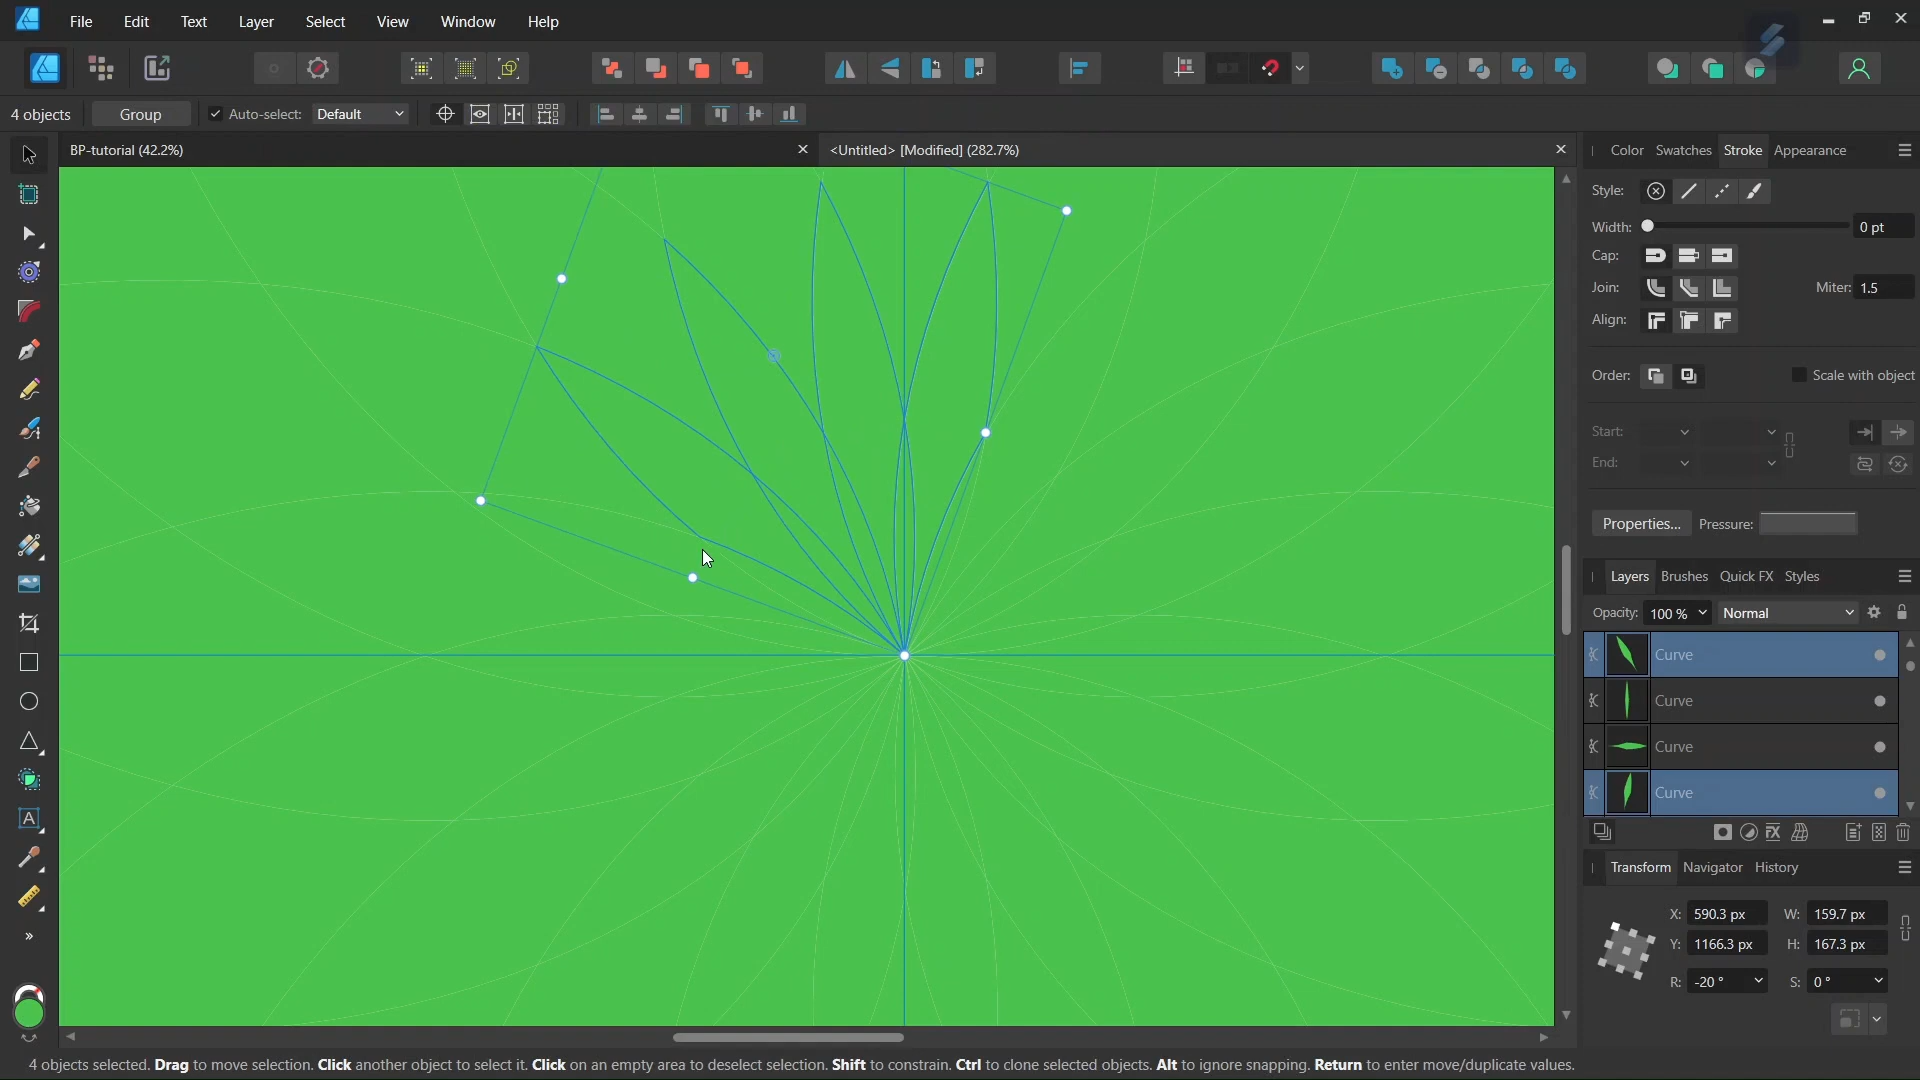 File Edit Text Layer Select View Window Help
4 objects Group Auto-select: Default
BP-tutorial (42.2%) <Untitled> [Modified] (282.7%)
Color Swatches Stroke Appearance
Style:
Width: 0 pt
Cap:
Join: Miter: 1.5
Align:
Order: Scale with object
Start:
End:
Properties... Pressure:
Layers Brushes Quick FX Styles
Opacity: 100 % Normal
Curve
Curve
Curve
Curve
Transform Navigator History
X: 590.3 px W: 159.7 px
Y: 1166.3 px H: 167.3 px
R: -20 ° S: 0 °
4 objects selected. Drag to move selection. Click another object to select it. Click on an empty area to deselect selection. Shift to constrain. Ctrl to clone selected objects. Alt to ignore snapping. Return to enter move/duplicate values.